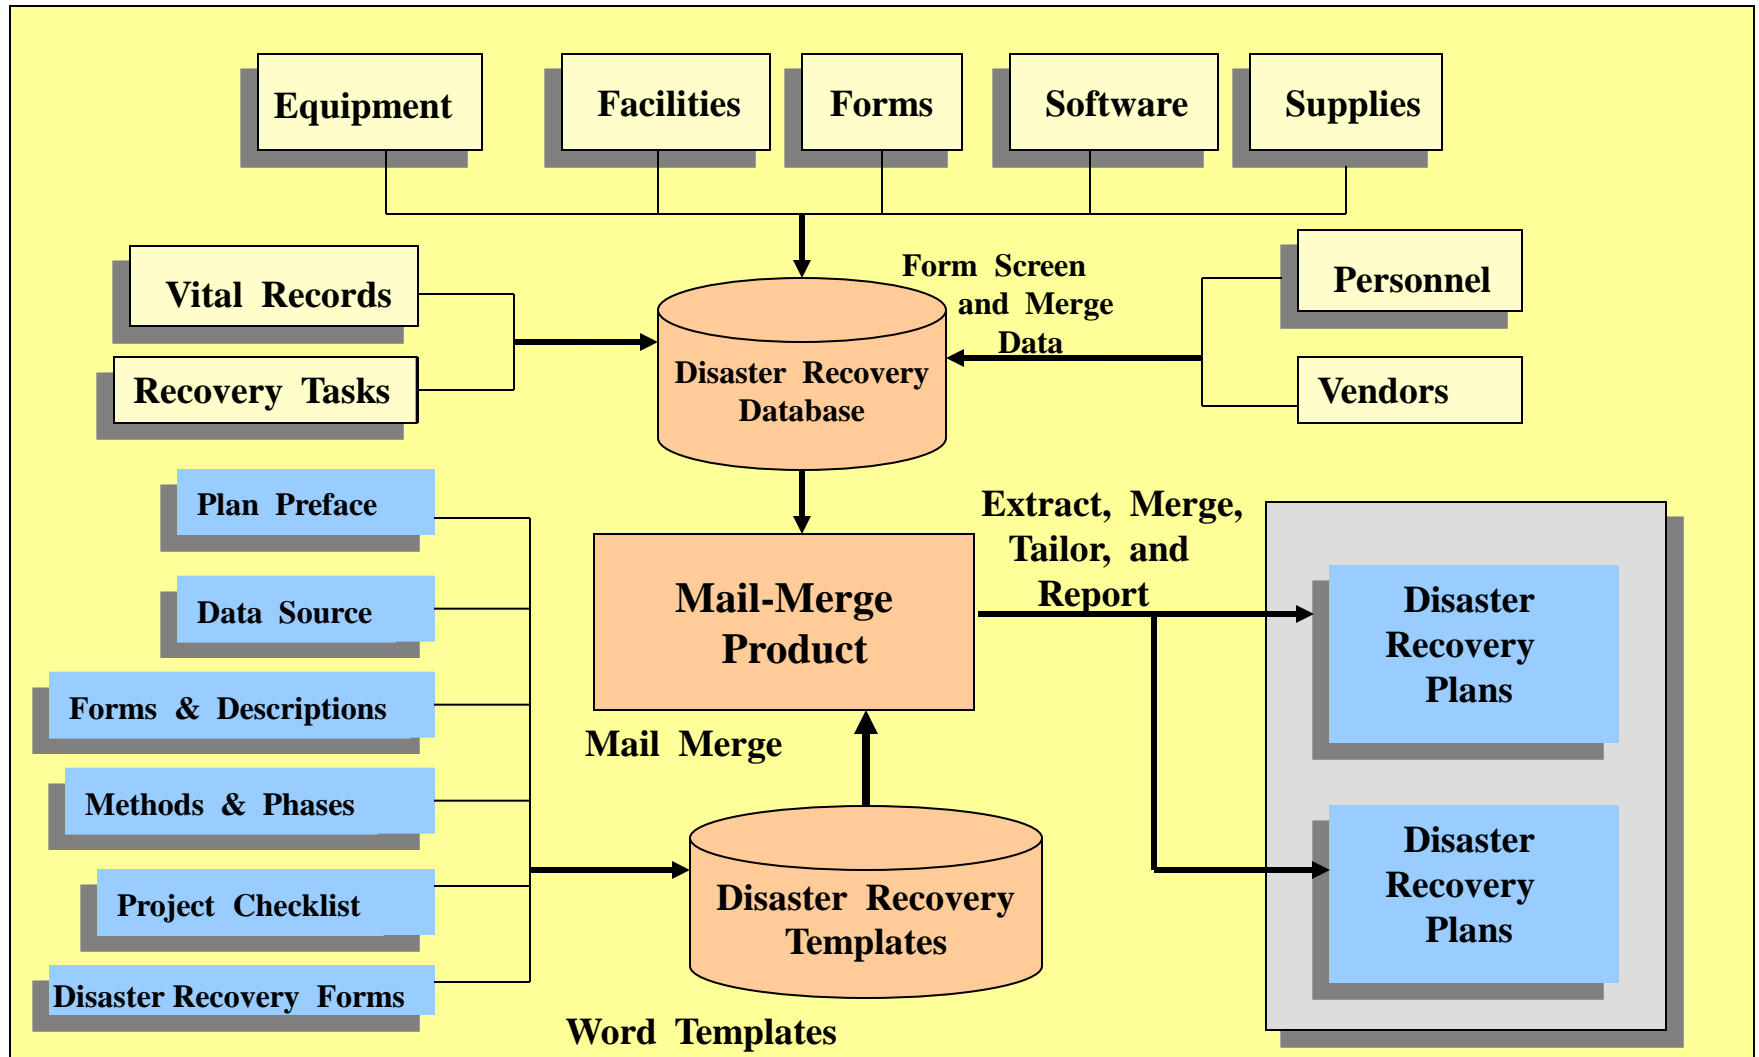 Equipment
Facilities
Forms
Software
Supplies
Vital Records
Recovery Tasks
Form Screen
and Merge
Data
Personnel
Vendors
Disaster Recovery
Database
Plan Preface
Data Source
Forms & Descriptions
Methods & Phases
Project Checklist
Disaster Recovery Forms
Mail-Merge
Product
Extract, Merge,
Tailor, and
Report
Disaster
Recovery
Plans
Disaster
Recovery
Plans
Mail Merge
Disaster Recovery
Templates
Word Templates